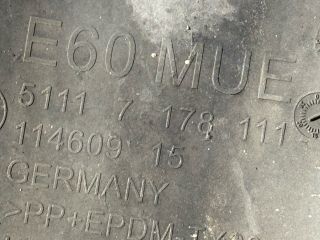 E60 MUE
5111 7 178 111
114609 15
GERMANY
>PP+EPDM